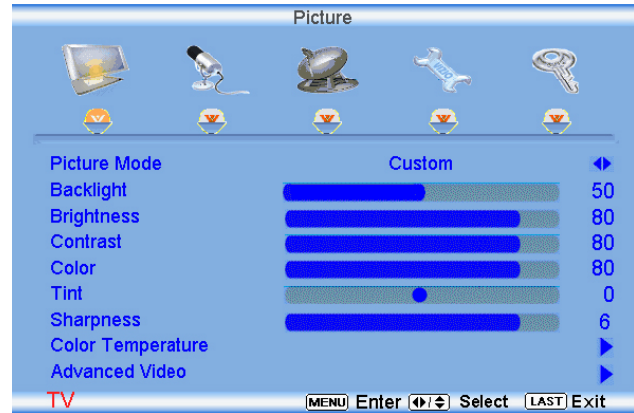 Picture
Picture Mode Custom
Backlight 50
Brightness 80
Contrast 80
Color 80
Tint 0
Sharpness 6
Color Temperature
Advanced Video
TV MENU Enter / Select LAST Exit